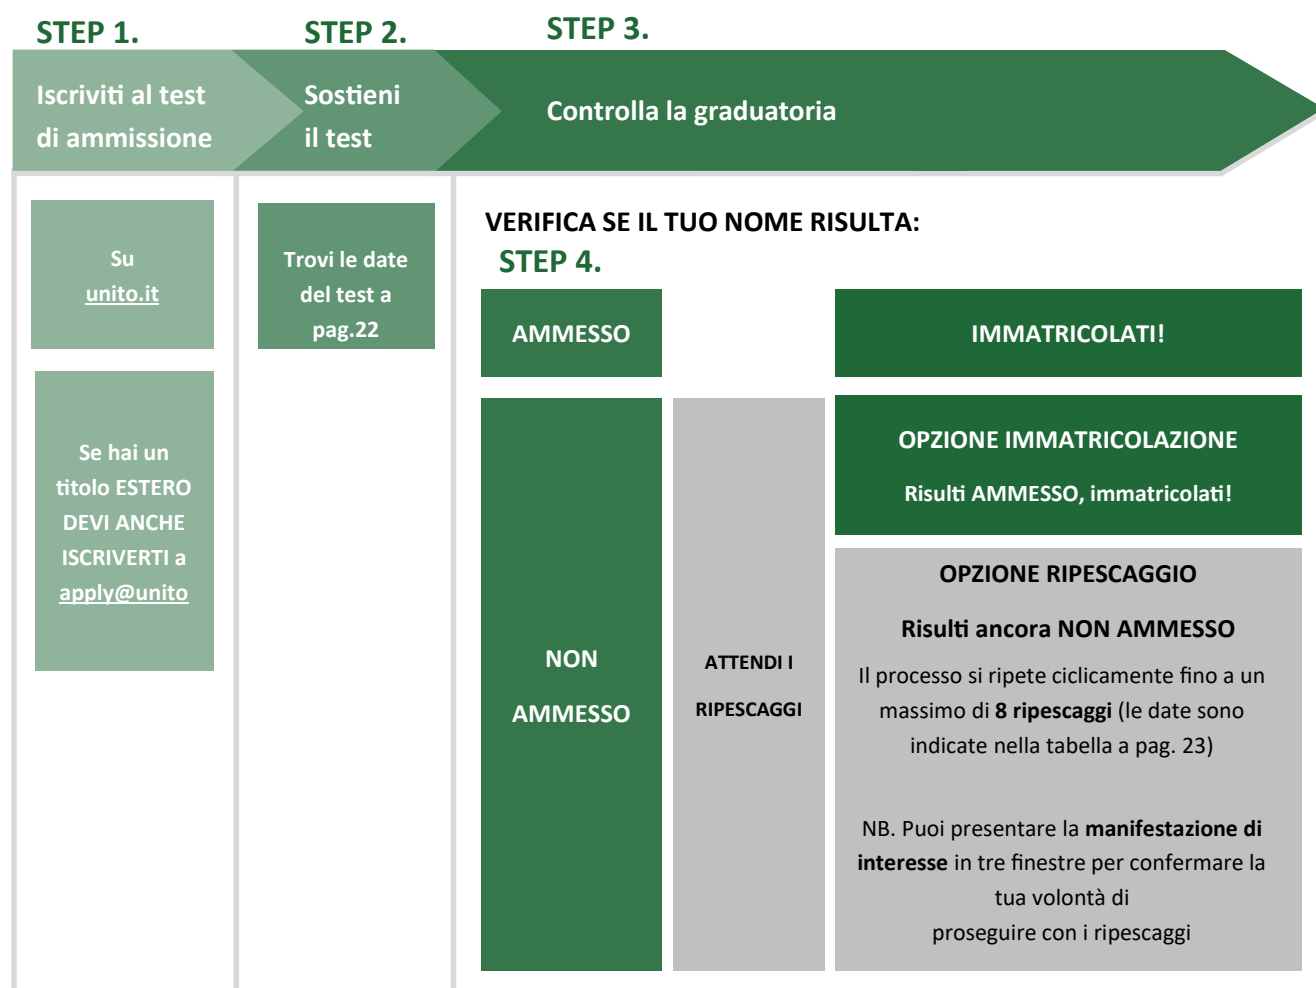 STEP 1.
STEP 2.
STEP 3.
Iscriviti al test
di ammissione
Sostieni
il test
Controlla la graduatoria
Su
unito.it
Se hai un
titolo ESTERO
DEVI ANCHE
ISCRIVERTI a
apply@unito
Trovi le date
del test a
pag.22
VERIFICA SE IL TUO NOME RISULTA:
STEP 4.
AMMESSO
IMMATRICOLATI!
NON
AMMESSO
ATTENDI I
RIPESCAGGI
OPZIONE IMMATRICOLAZIONE
Risulti AMMESSO, immatricolati!
OPZIONE RIPESCAGGIO
Risulti ancora NON AMMESSO
Il processo si ripete ciclicamente fino a un
massimo di 8 ripescaggi (le date sono
indicate nella tabella a pag. 23)
NB. Puoi presentare la manifestazione di
interesse in tre finestre per confermare la
tua volontà di
proseguire con i ripescaggi